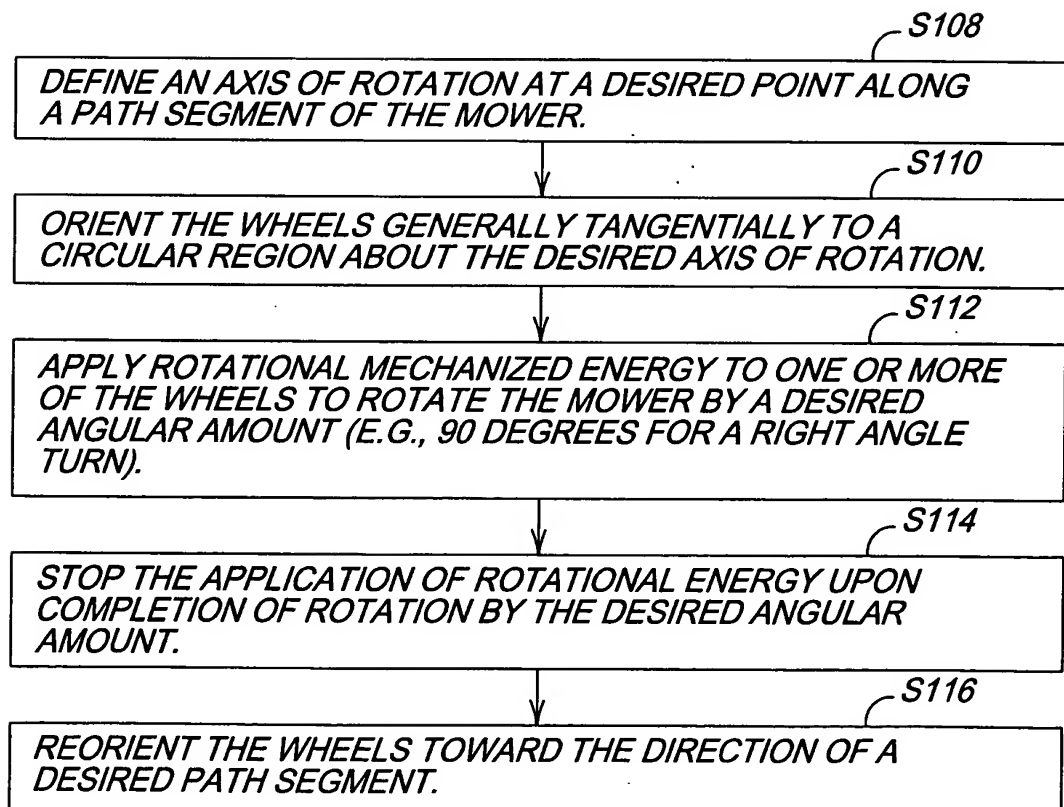 S108
DEFINE AN AXIS OF ROTATION AT A DESIRED POINT ALONG
A PATH SEGMENT OF THE MOWER.
S110
ORIENT THE WHEELS GENERALLY TANGENTIALLY TO A
CIRCULAR REGION ABOUT THE DESIRED AXIS OF ROTATION.
S112
APPLY ROTATIONAL MECHANIZED ENERGY TO ONE OR MORE
OF THE WHEELS TO ROTATE THE MOWER BY A DESIRED
ANGULAR AMOUNT (E.G., 90 DEGREES FOR A RIGHT ANGLE
TURN).
S114
STOP THE APPLICATION OF ROTATIONAL ENERGY UPON
COMPLETION OF ROTATION BY THE DESIRED ANGULAR
AMOUNT.
S116
REORIENT THE WHEELS TOWARD THE DIRECTION OF A
DESIRED PATH SEGMENT.